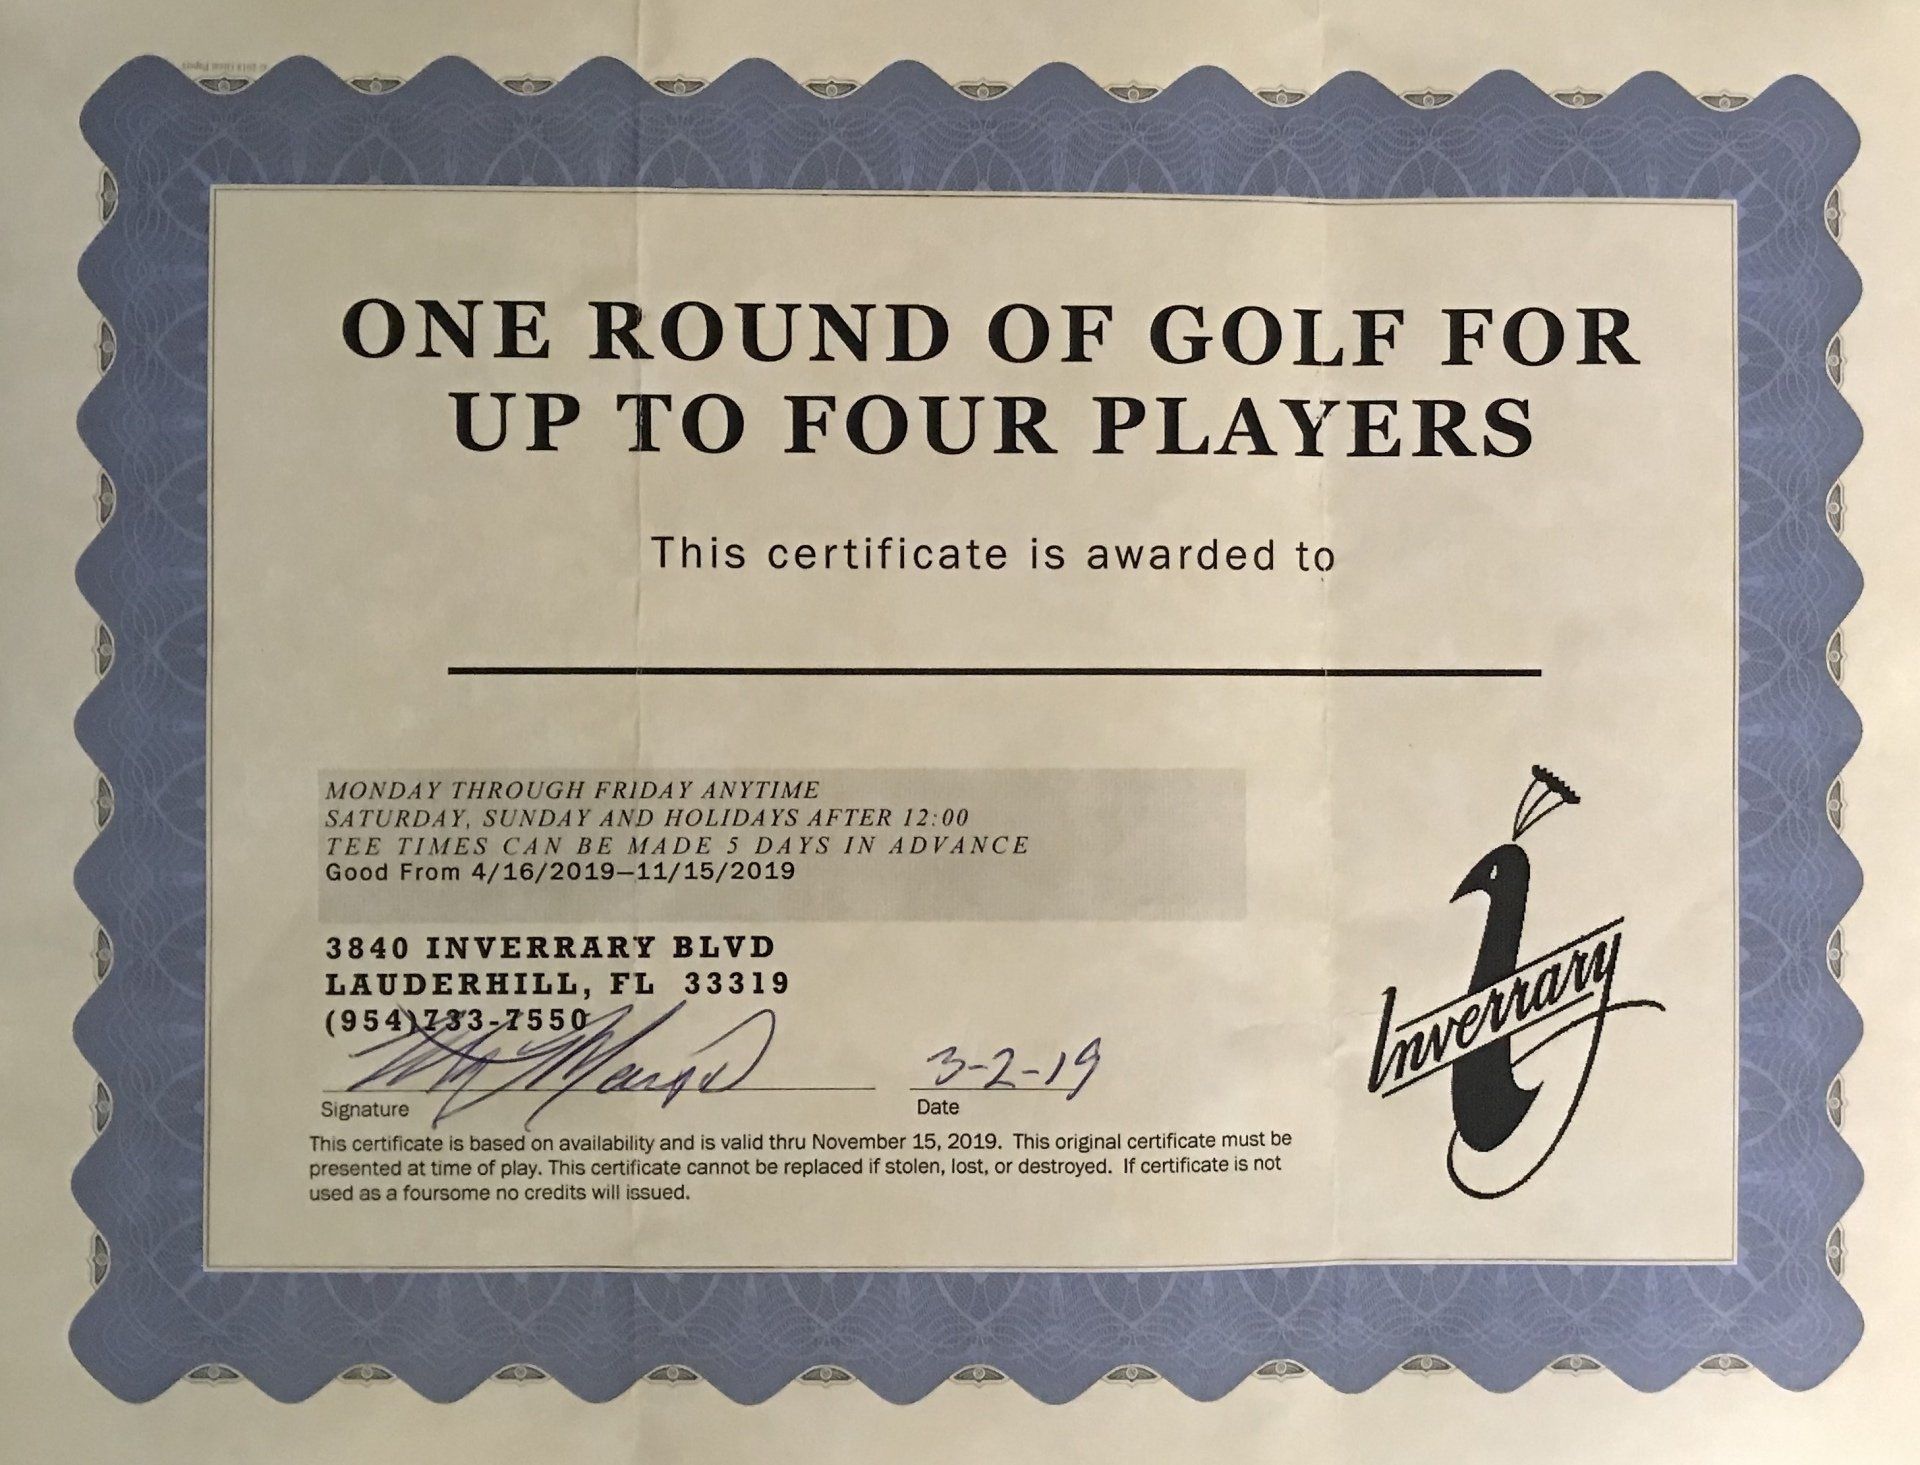 ONE ROUND OF GOLF FOR
UP TO FOUR PLAYERS
This certificate is awarded to
MONDAY THROUGH FRIDAY ANYTIME
SATURDAY, SUNDAY AND HOLIDAYS AFTER 12:00
TEE TIMES CAN BE MADE 5 DAYS IN ADVANCE
Good From 4/16/2019–11/15/2019
3840 INVERRARY BLVD
LAUDERHILL, FL 33319
(954)733-7550
3-2-19
Signature
Date
This certificate is based on availability and is valid thru November 15, 2019. This original certificate must be
presented at time of play. This certificate cannot be replaced if stolen, lost, or destroyed. If certificate is not
used as a foursome no credits will issued.
Inverrary